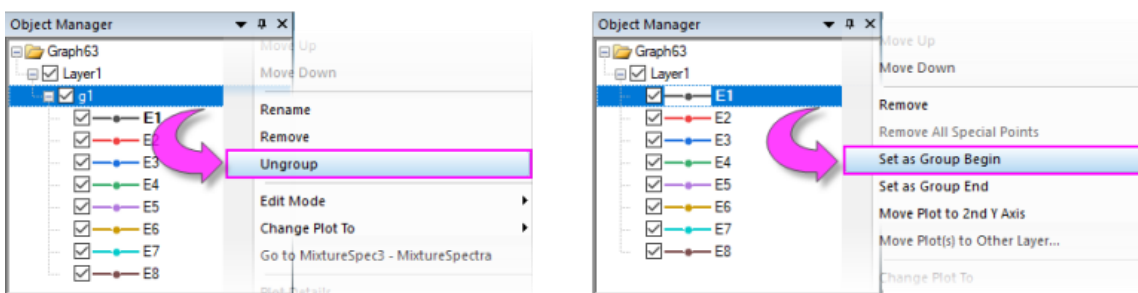 Object Manager
Graph63
Layer1
g1
E1
E2
E3
E4
E5
E6
E7
E8
Move Up
Move Down
Rename
Remove
Ungroup
Edit Mode
Change Plot To
Go to MixtureSpec3 - MixtureSpectra
Plot Details
Object Manager
Graph63
Layer1
E1
E2
E3
E4
E5
E6
E7
E8
Move Up
Move Down
Remove
Remove All Special Points
Set as Group Begin
Set as Group End
Move Plot to 2nd Y Axis
Move Plot(s) to Other Layer...
Change Plot To